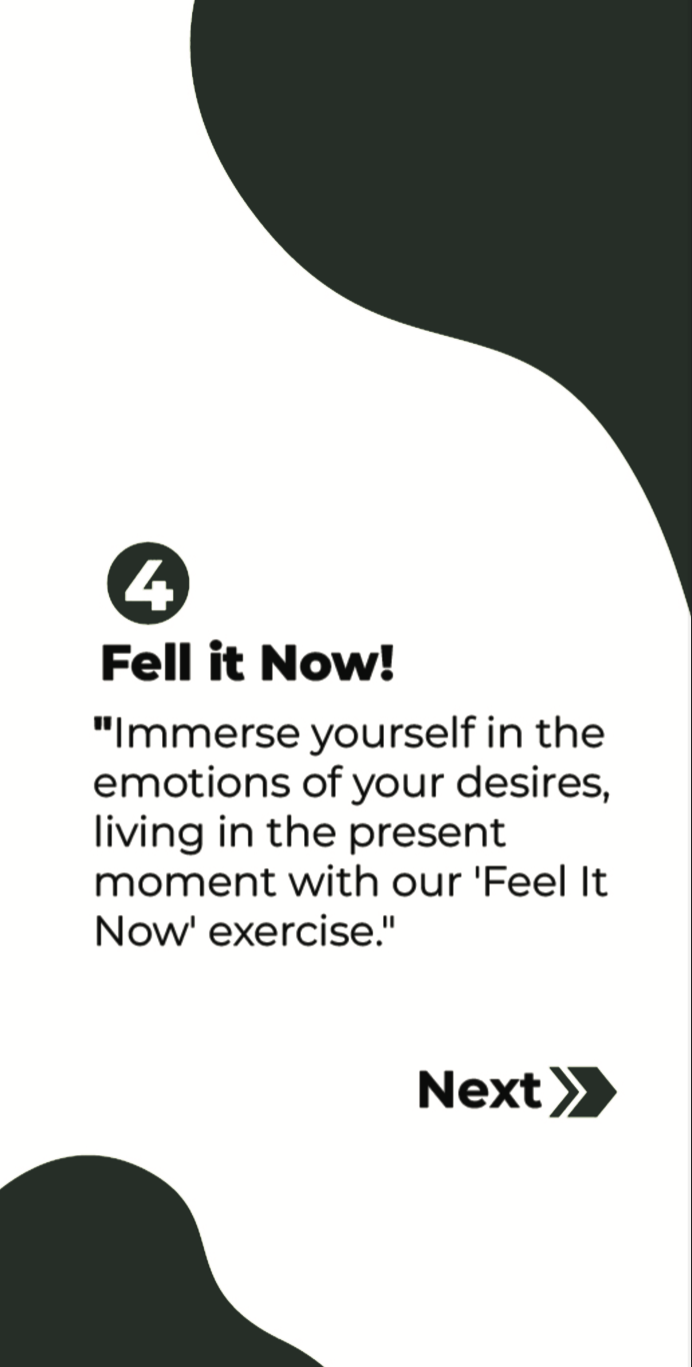 4
Fell it Now!
"Immerse yourself in the
emotions of your desires,
living in the present
moment with our 'Feel It
Now' exercise."
Next